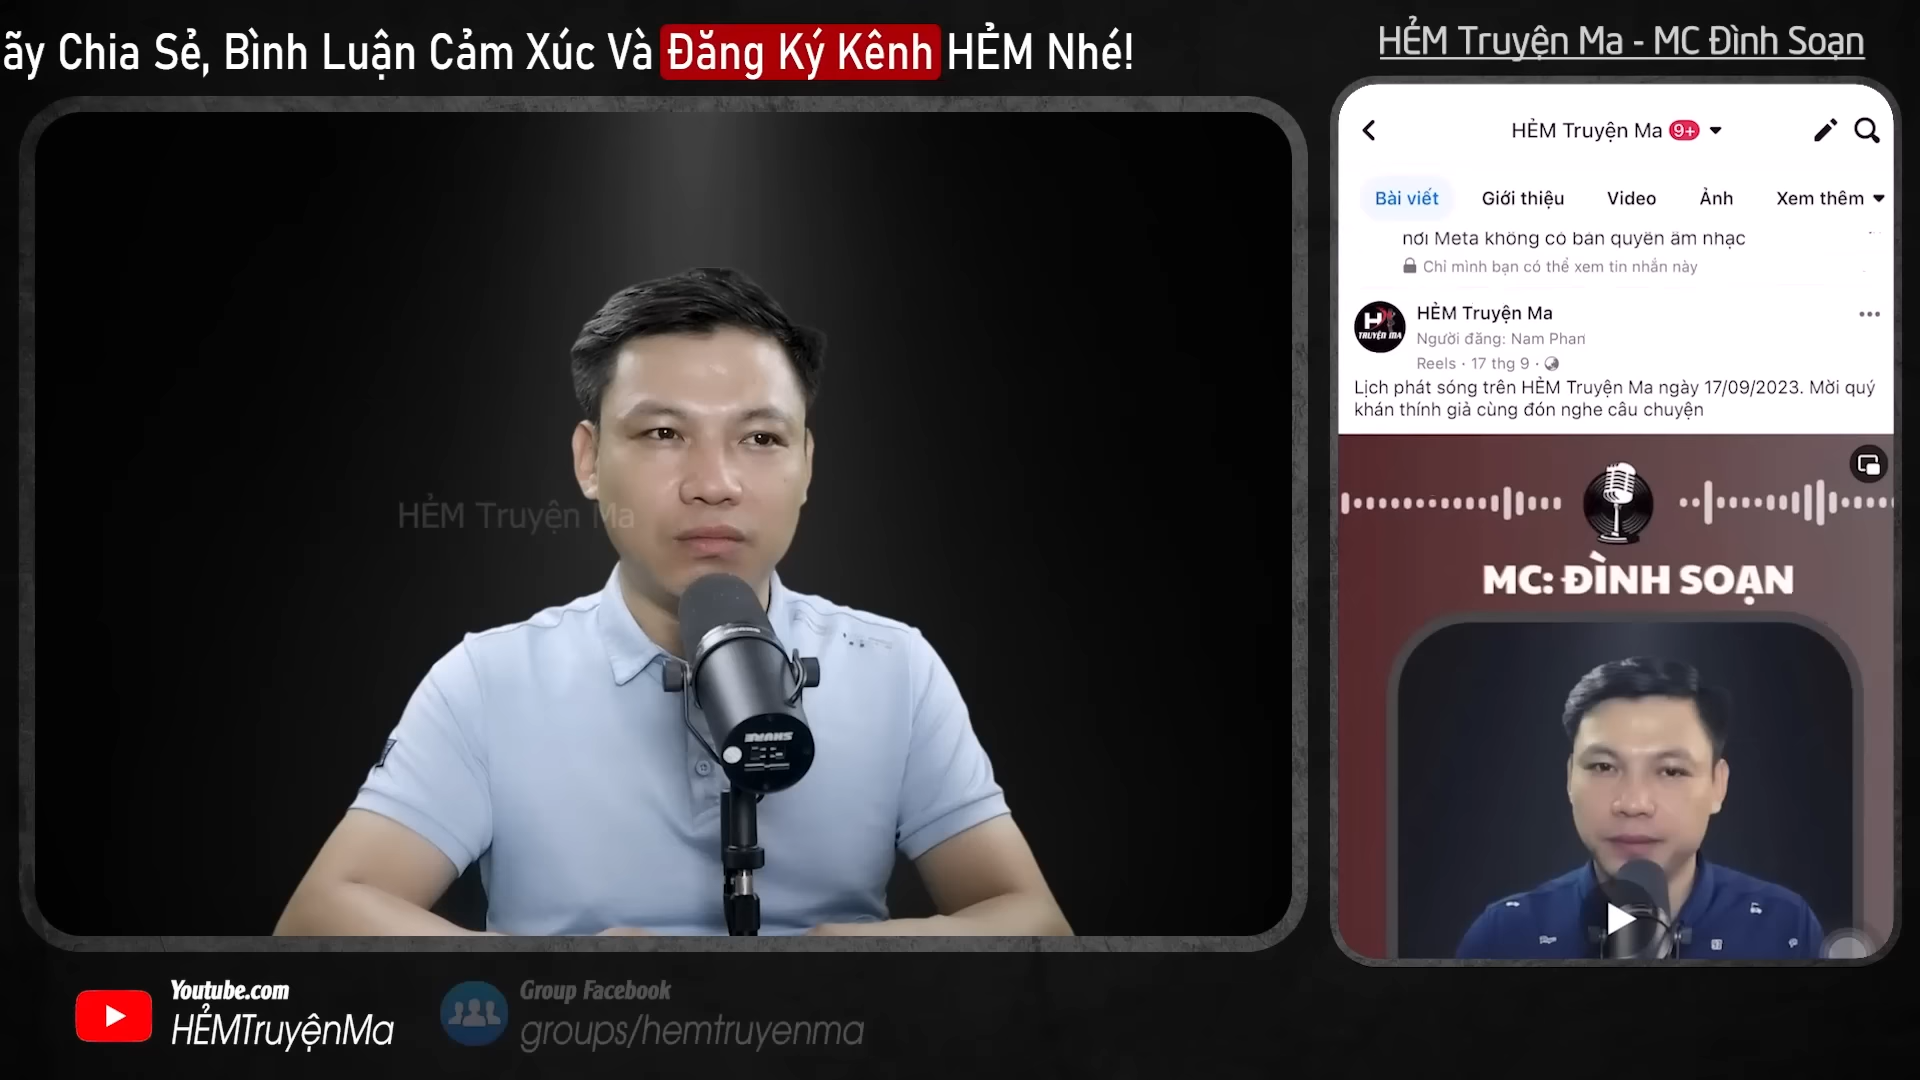 ãy Chia Sẻ, Bình Luận Cảm Xúc Và Đăng Ký Kênh HẺM Nhé!
HẺM Truyện Ma - MC Đình Soạn
HẺM Truyện Ma 9+
Bài viết Giới thiệu Video Ảnh Xem thêm
nơi Meta không có bản quyền âm nhạc
Chỉ mình bạn có thể xem tin nhắn này
HẺM Truyện Ma
Người đăng: Nam Phan
Reels · 17 thg 9 ·
Lịch phát sóng trên HẺM Truyện Ma ngày 17/09/2023. Mời quý
khán thính giả cùng đón nghe câu chuyện
H
TRUYỆN MA
MC: ĐÌNH SOẠN
HẺM Truyện Ma
SHURE
Youtube.com
HẺMTruyệnMa
Group Facebook
groups/hemtruyenma